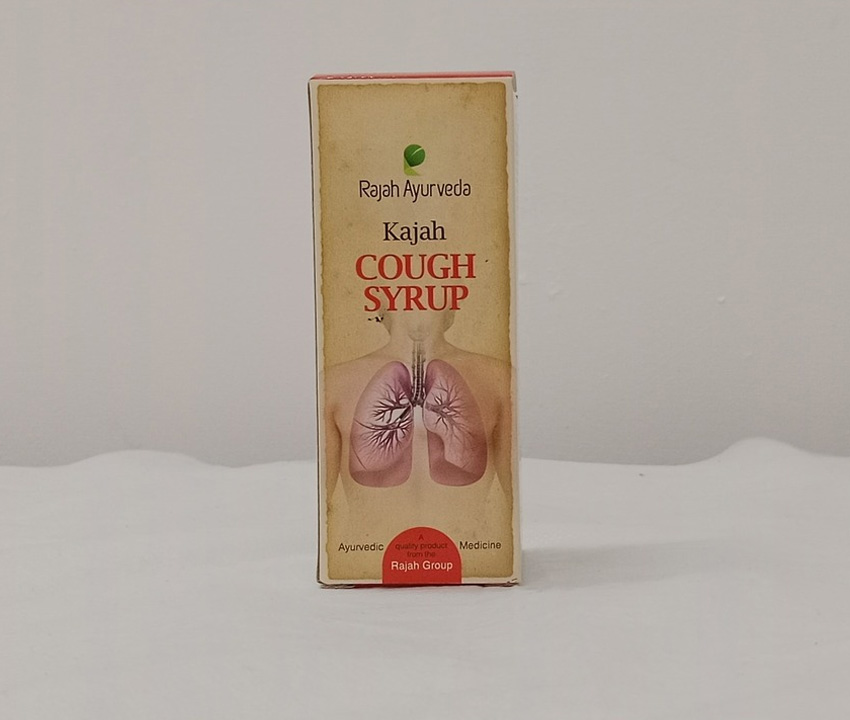 Rajah Ayurveda
Kajah
COUGH
SYRUP
Ayurvedic
A
quality product
from the
Rajah Group
Medicine